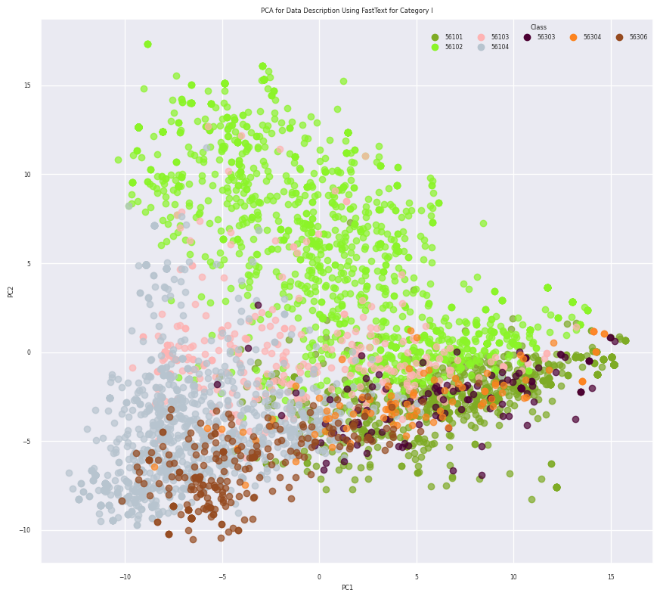 PCA for Data Description Using FastText for Category I
Class
56101 56103 56303 56304 56306
56102 56104
15
10
5
0
−5
−10
PC2
−10 −5 0 5 10 15
PC1